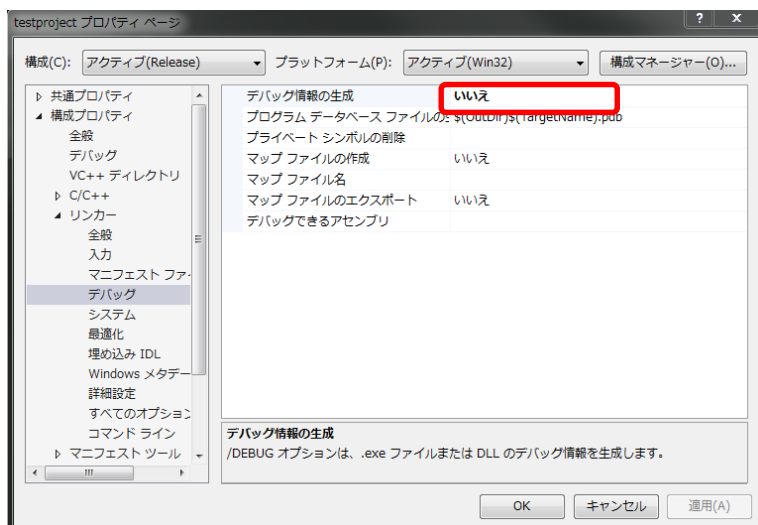 testproject プロパティ ページ
? X
構成(C): アクティブ(Release) プラットフォーム(P): アクティブ(Win32) 構成マネージャー(O)...
共通プロパティ
構成プロパティ
全般
デバッグ
VC++ ディレクトリ
C/C++
リンカー
全般
入力
マニフェスト ファ
デバッグ
システム
最適化
埋め込み IDL
Windows メタデー
詳細設定
すべてのオプション
コマンド ライン
マニフェスト ツール
デバッグ情報の生成 いいえ
プログラム データベース ファイルの $(OutDir)$(TargetName).pdb
プライベート シンボルの削除
マップ ファイルの作成 いいえ
マップ ファイル名
マップ ファイルのエクスポート いいえ
デバッグできるアセンブリ
デバッグ情報の生成
/DEBUG オプションは、.exe ファイルまたは DLL のデバッグ情報を生成します。
OK キャンセル 適用(A)